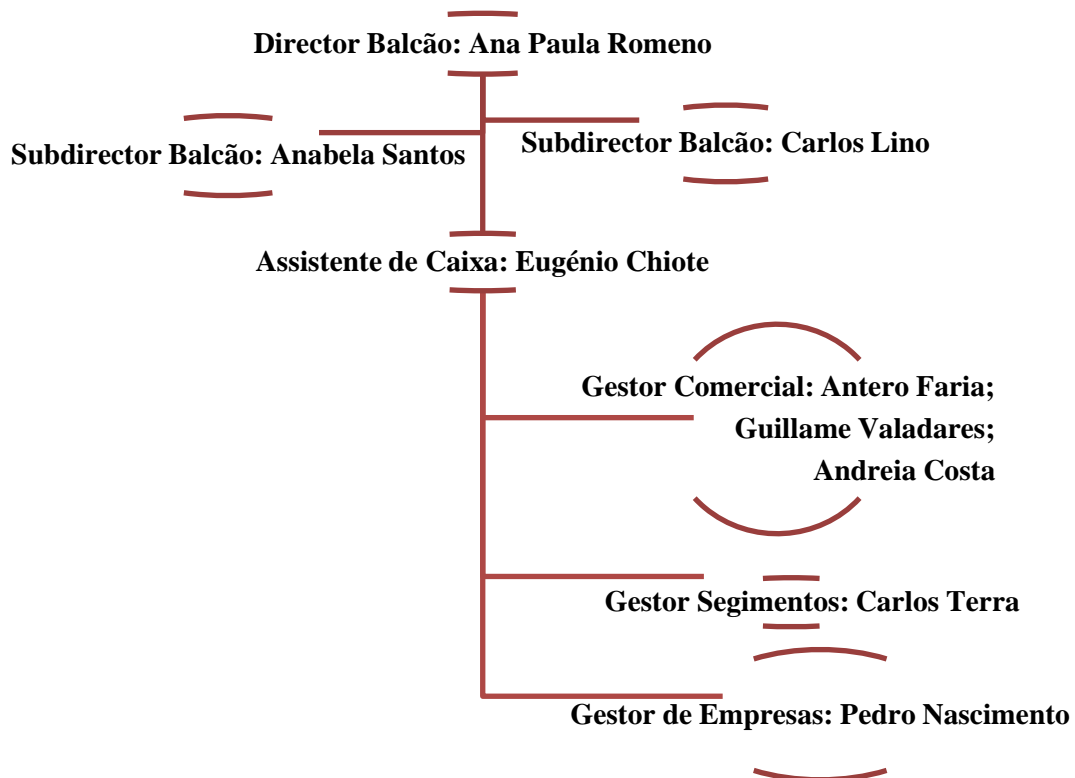 Director Balcão: Ana Paula Romeno
Subdirector Balcão: Anabela Santos
Subdirector Balcão: Carlos Lino
Assistente de Caixa: Eugénio Chiote
Gestor Comercial: Antero Faria;
Guillame Valadares;
Andreia Costa
Gestor Segimentos: Carlos Terra
Gestor de Empresas: Pedro Nascimento